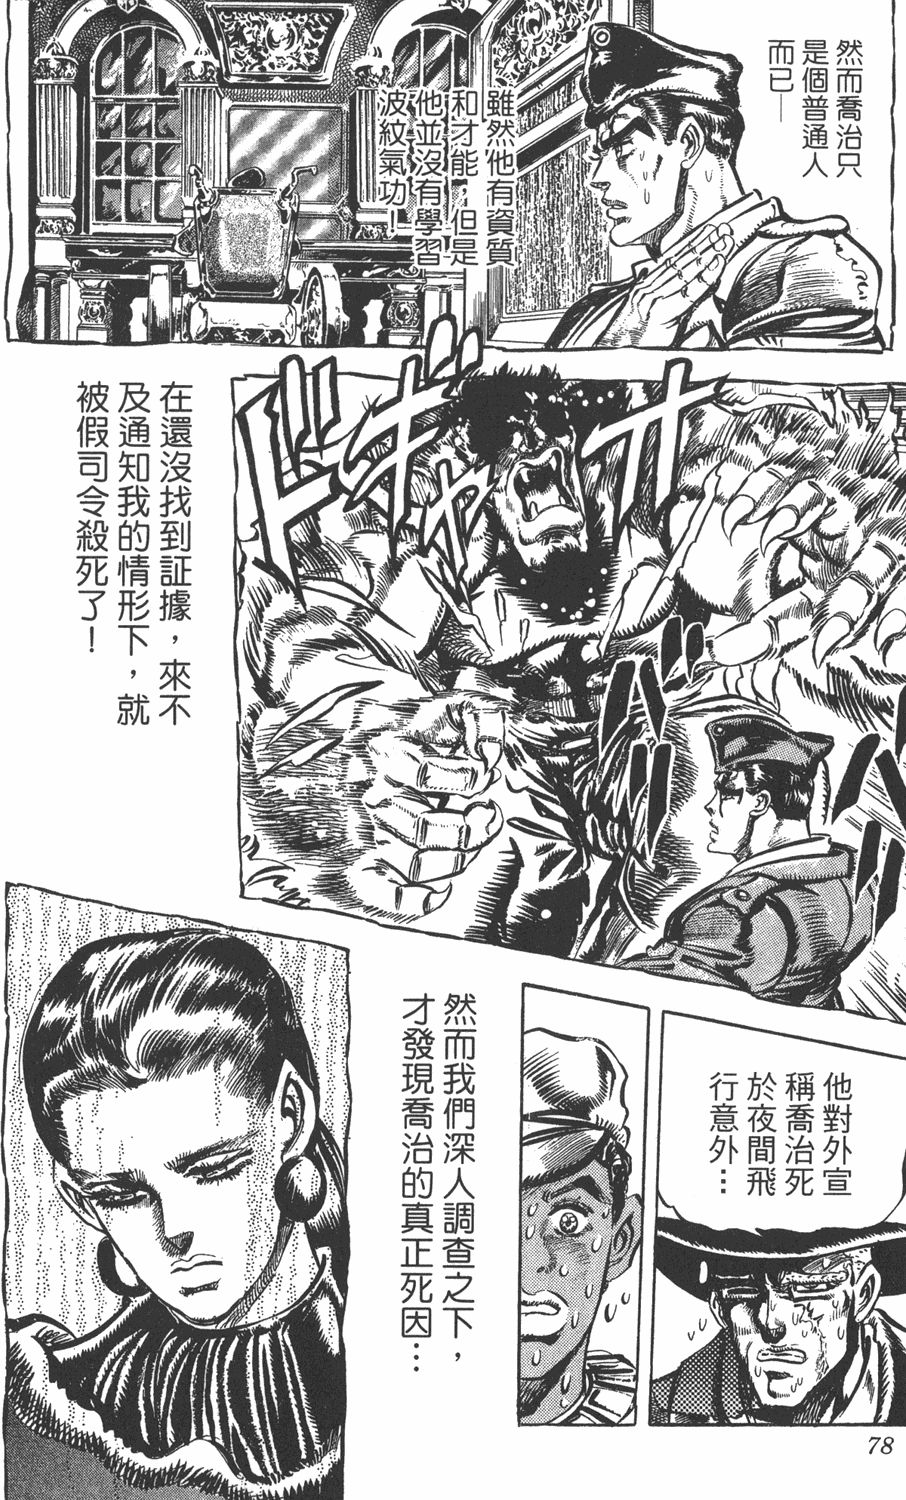 然而喬治只
是個普通人
而已—
雖然他有資質
和才能，但是
他並沒有學習
波紋氣功！
ドギャーン
在還沒找到証據，來不
及通知我的情形下，就
被假司令殺死了！
バババ
他對外宣
稱喬治死
於夜間飛
行意外…
然而我們深人調查之下，
才發現喬治的真正死因…
78